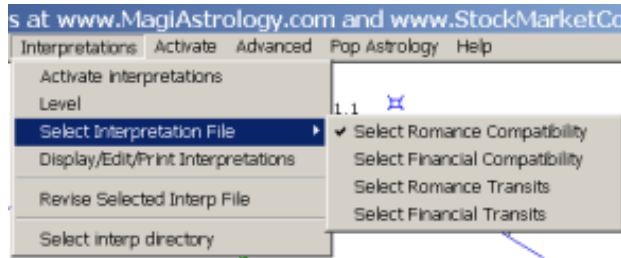 s at www.MagiAstrology.com and www.StockMarketCo
Interpretations Activate Advanced Pop Astrology Help
Activate interpretations
Level
1.1
Select Interpretation File
✔ Select Romance Compatibility
Display/Edit/Print Interpretations
Select Financial Compatibility
Select Romance Transits
Revise Selected Interp File
Select Financial Transits
Select interp directory